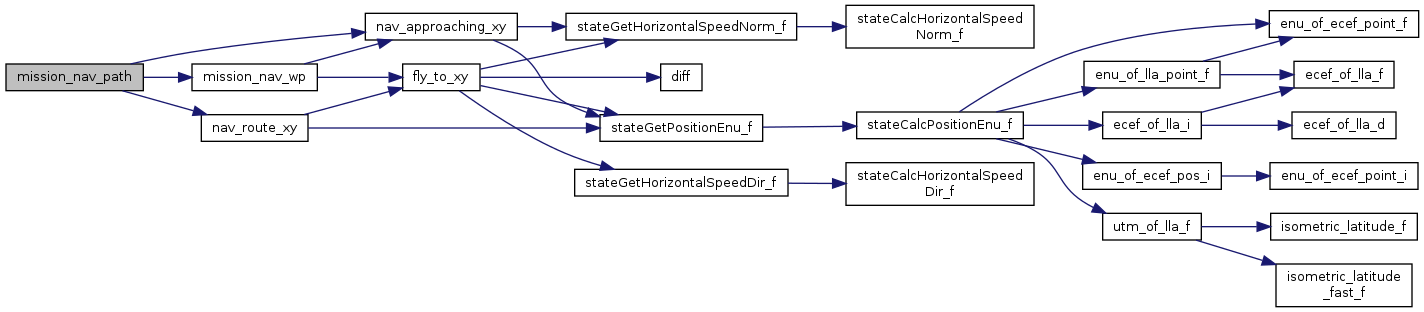 mission_nav_path
mission_nav_wp
nav_route_xy
nav_approaching_xy
fly_to_xy
stateGetHorizontalSpeedNorm_f
diff
stateGetPositionEnu_f
stateGetHorizontalSpeedDir_f
stateCalcHorizontalSpeed
Norm_f
stateCalcPositionEnu_f
stateCalcHorizontalSpeed
Dir_f
enu_of_lla_point_f
ecef_of_lla_i
enu_of_ecef_pos_i
utm_of_lla_f
enu_of_ecef_point_f
ecef_of_lla_f
ecef_of_lla_d
enu_of_ecef_point_i
isometric_latitude_f
isometric_latitude
_fast_f